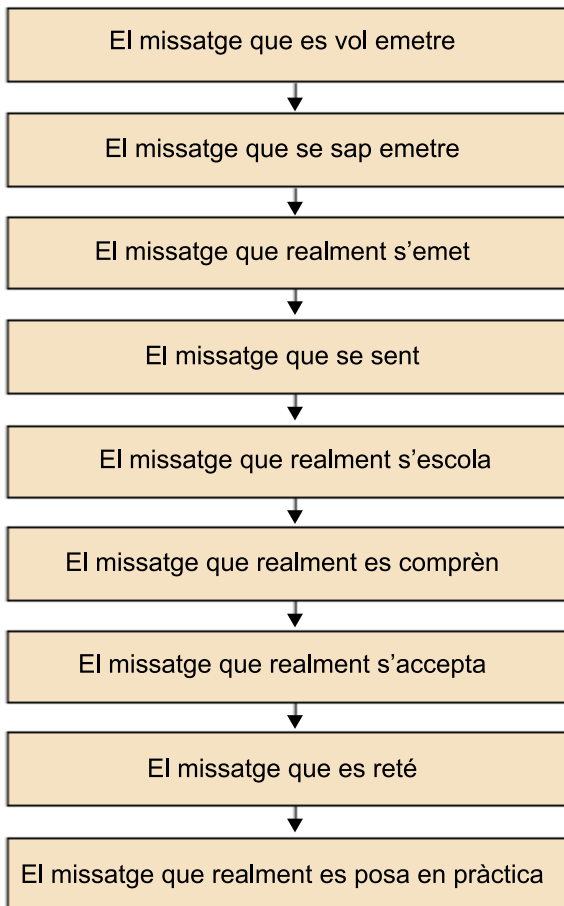 El missatge que es vol emetre
El missatge que se sap emetre
El missatge que realment s’emet
El missatge que se sent
El missatge que realment s’escola
El missatge que realment es comprèn
El missatge que realment s’accepta
El missatge que es reté
El missatge que realment es posa en pràctica